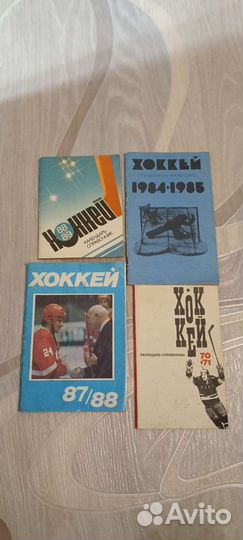 88
89
ХОККЕЙ
КАЛЕНДАРЬ
СПРАВОЧНИК
ХОККЕЙ
СПРАВОЧНИК-КАЛЕНДАРЬ
1984-1985
ХОККЕЙ
24
87/88
ХОК
КЕЙ
КАЛЕНДАРЬ СПРАВОЧНИК
70
71
Avito